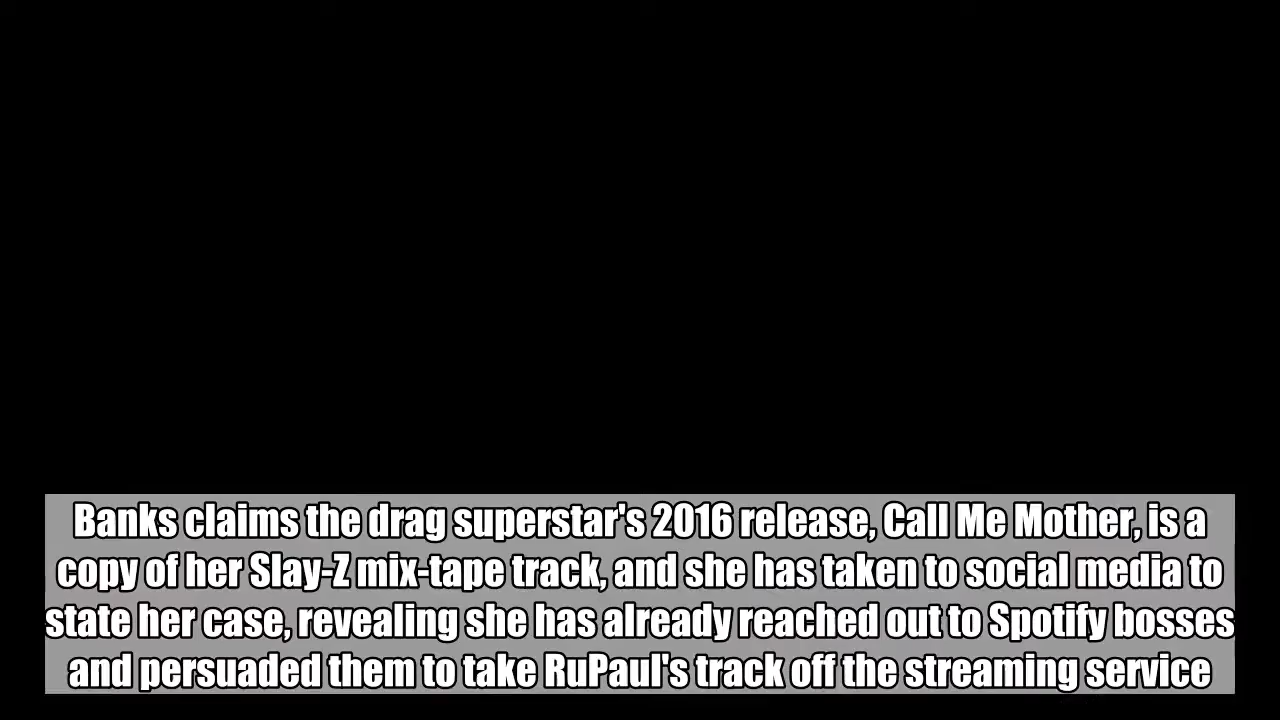 Banks claims the drag superstar's 2016 release, Call Me Mother, is a
copy of her Slay-Z mix-tape track, and she has taken to social media to
state her case, revealing she has already reached out to Spotify bosses
and persuaded them to take RuPaul's track off the streaming service